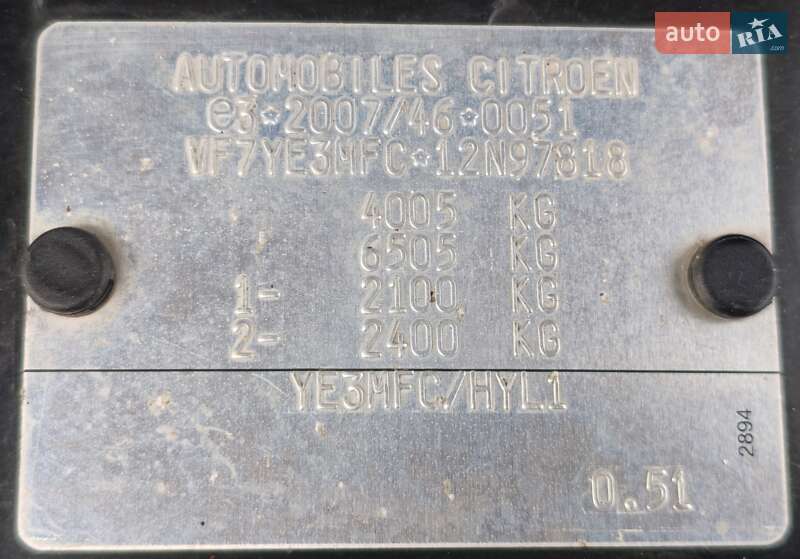 auto RIA .com
AUTOMOBILES CITROEN
e3*2007/46*0051
VF7YE3MFC*12N97818
4005 KG
6505 KG
1- 2100 KG
2- 2400 KG
YE3MFC/HYL1
2894
0.51